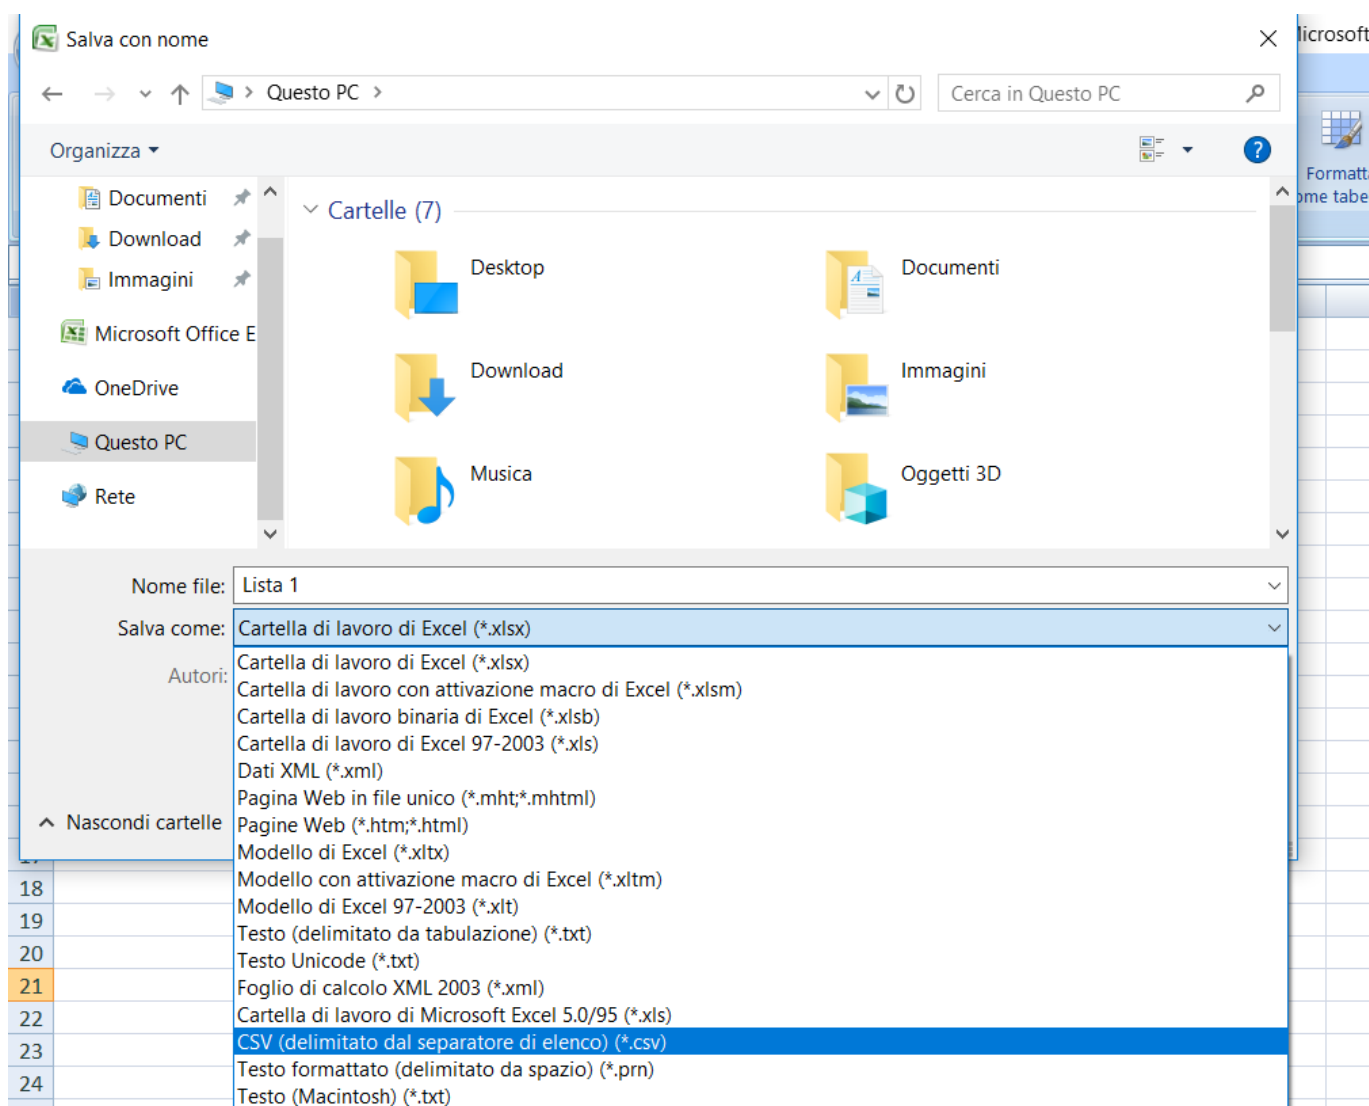 Salva con nome
Microsoft
Questo PC
Cerca in Questo PC
Organizza
?
Formatta
come tabe
Documenti
Download
Immagini
Microsoft Office E
OneDrive
Questo PC
Rete
Cartelle (7)
Desktop
Documenti
Download
Immagini
Musica
Oggetti 3D
Nome file: Lista 1
Salva come: Cartella di lavoro di Excel (*.xlsx)
Autori:
Cartella di lavoro di Excel (*.xlsx)
Cartella di lavoro con attivazione macro di Excel (*.xlsm)
Cartella di lavoro binaria di Excel (*.xlsb)
Cartella di lavoro di Excel 97-2003 (*.xls)
Dati XML (*.xml)
Pagina Web in file unico (*.mht;*.mhtml)
Pagine Web (*.htm;*.html)
Modello di Excel (*.xltx)
Modello con attivazione macro di Excel (*.xltm)
Modello di Excel 97-2003 (*.xlt)
Testo (delimitato da tabulazione) (*.txt)
Testo Unicode (*.txt)
Foglio di calcolo XML 2003 (*.xml)
Cartella di lavoro di Microsoft Excel 5.0/95 (*.xls)
CSV (delimitato dal separatore di elenco) (*.csv)
Testo formattato (delimitato da spazio) (*.prn)
Testo (Macintosh) (*.txt)
Nascondi cartelle
18
19
20
21
22
23
24